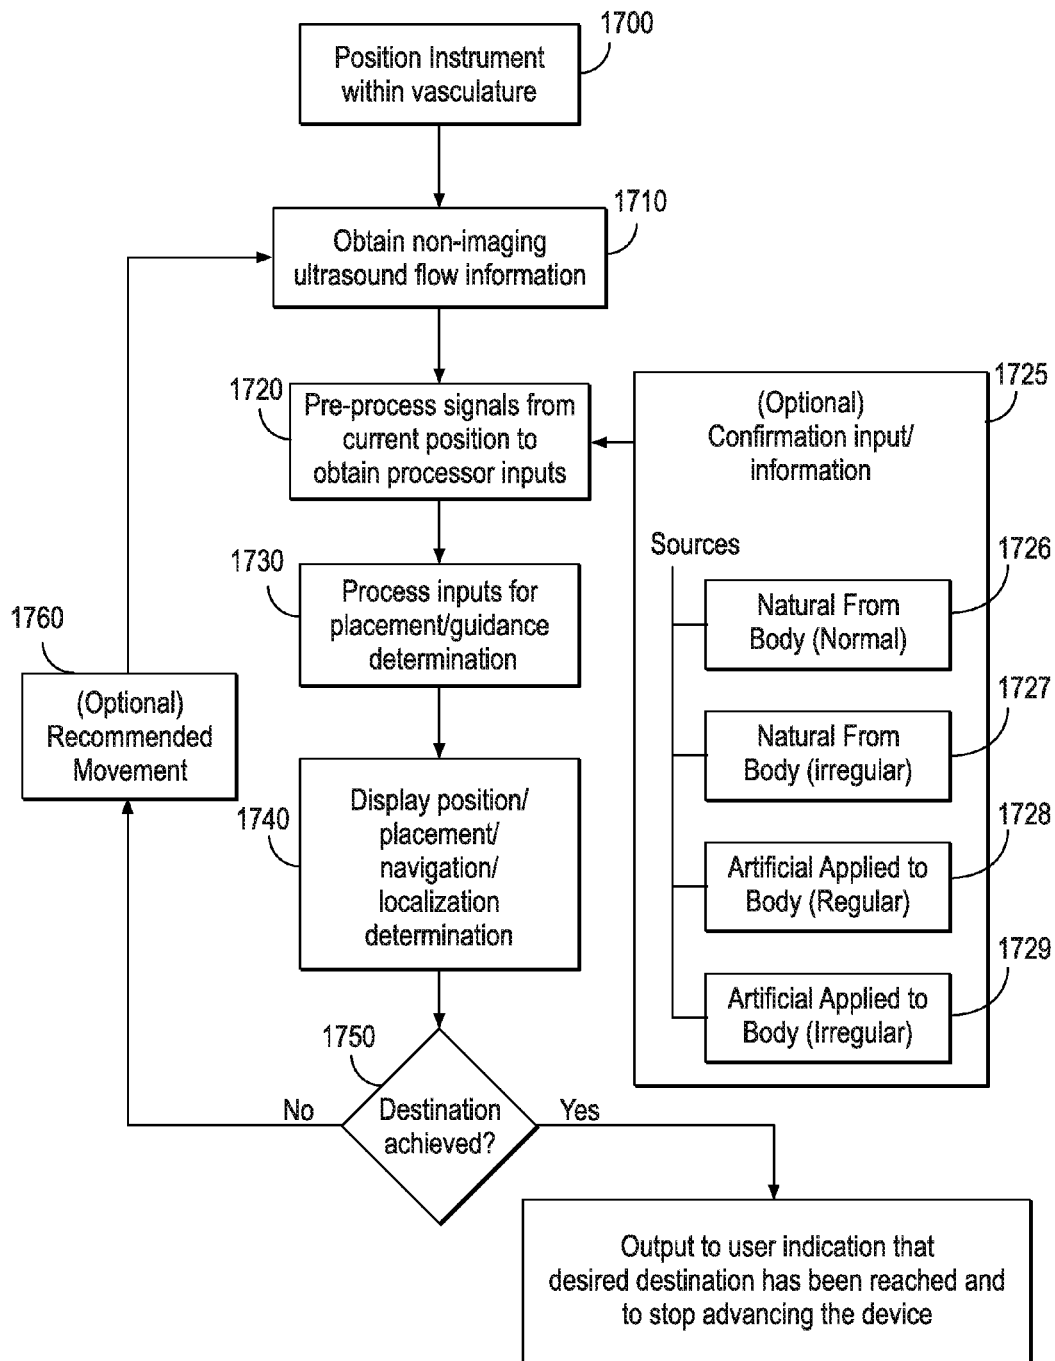 1700
Position Instrument
within vasculature
1710
Obtain non-imaging
ultrasound flow information
1720
Pre-process signals from
current position to
obtain processor inputs
1725
(Optional)
Confirmation input/
information
Sources
1726
Natural From
Body (Normal)
1727
Natural From
Body (irregular)
1728
Artificial Applied to
Body (Regular)
1729
Artificial Applied to
Body (Irregular)
1730
Process inputs for
placement/guidance
determination
1760
(Optional)
Recommended
Movement
1740
Display position/
placement/
navigation/
localization
determination
1750
Destination
achieved?
No
Yes
Output to user indication that
desired destination has been reached and
to stop advancing the device